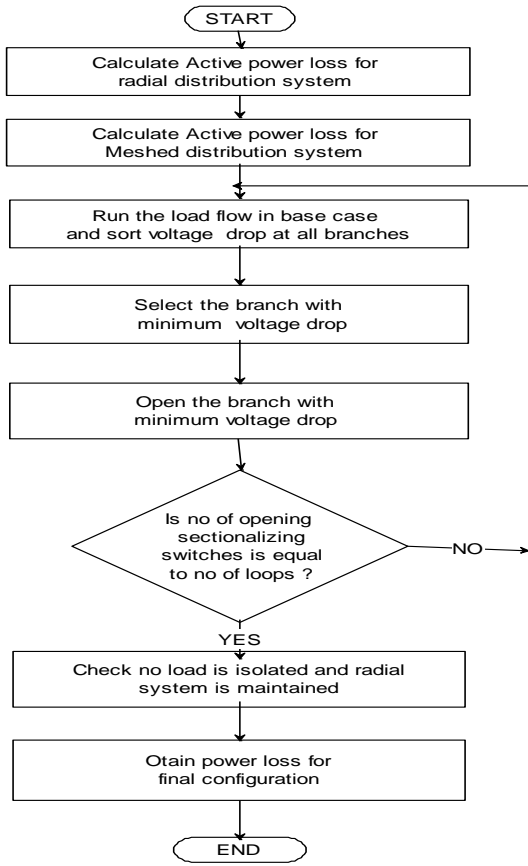 START
Calculate Active power loss for
radial distribution system
Calculate Active power loss for
Meshed distribution system
Run the load flow in base case
and sort voltage drop at all branches
Select the branch with
minimum voltage drop
Open the branch with
minimum voltage drop
Is no of opening
sectionalizing
switches is equal
to no of loops ?
NO
YES
Check no load is isolated and radial
system is maintained
Otain power loss for
final configuration
END